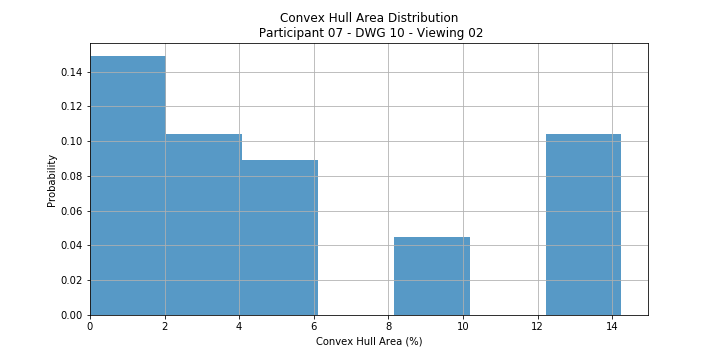 Convex Hull Area Distribution
Participant 07 - DWG 10 - Viewing 02
Probability
0.14
0.12
0.10
0.08
0.06
0.04
0.02
0.00
0 2 4 6 8 10 12 14
Convex Hull Area (%)